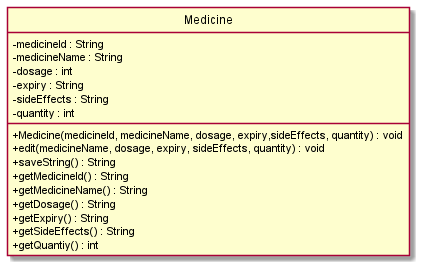 Medicine
-medicineId : String
-medicineName : String
-dosage : int
-expiry : String
-sideEffects : String
-quantity : int
+Medicine(medicineId, medicineName, dosage, expiry,sideEffects, quantity) : void
+edit(medicineName, dosage, expiry, sideEffects, quantity) : void
+saveString() : String
+getMedicineId() : String
+getMedicineName() : String
+getDosage() : String
+getExpiry() : String
+getSideEffects() : String
+getQuantiy() : int